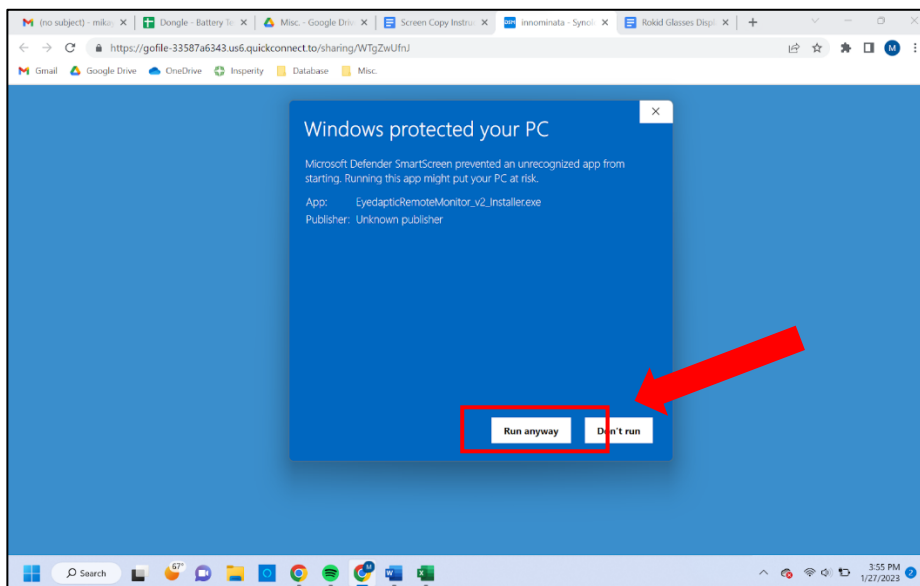 (no subject) - mikay
Dongle - Battery Te
Misc. - Google Driv
Screen Copy Instruc
innominata - Synol
Rokid Glasses Displ
https://gofile-33587a6343.us6.quickconnect.to/sharing/WTgZwUfnJ
M
Gmail
Google Drive
OneDrive
Insperity
Database
Misc.
Windows protected your PC
Microsoft Defender SmartScreen prevented an unrecognized app from
starting. Running this app might put your PC at risk.
App: EyedapticRemoteMonitor_v2_Installer.exe
Publisher: Unknown publisher
Run anyway
Don't run
67°
Search
3:55 PM
1/27/2023